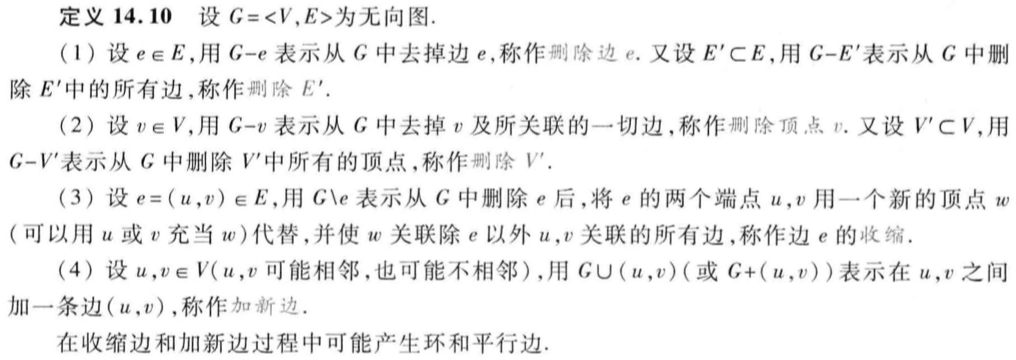 定义 14.10 设 G=<V,E>为无向图.
(1) 设 e∈E,用 G-e 表示从 G 中去掉边 e,称作删除边 e. 又设 E′⊂E,用 G-E′表示从 G 中删
除 E′中的所有边,称作删除 E′.
(2) 设 v∈V,用 G-v 表示从 G 中去掉 v 及所关联的一切边,称作删除顶点 v. 又设 V′⊂V,用
G-V′表示从 G 中删除 V′中所有的顶点,称作删除 V′.
(3) 设 e=(u,v)∈E,用 G\e 表示从 G 中删除 e 后,将 e 的两个端点 u,v 用一个新的顶点 w
(可以用 u 或 v 充当 w)代替,并使 w 关联除 e 以外 u,v 关联的所有边,称作边 e 的收缩.
(4) 设 u,v∈V(u,v 可能相邻,也可能不相邻),用 G∪(u,v)(或 G+(u,v))表示在 u,v 之间
加一条边(u,v),称作加新边.
在收缩边和加新边过程中可能产生环和平行边.